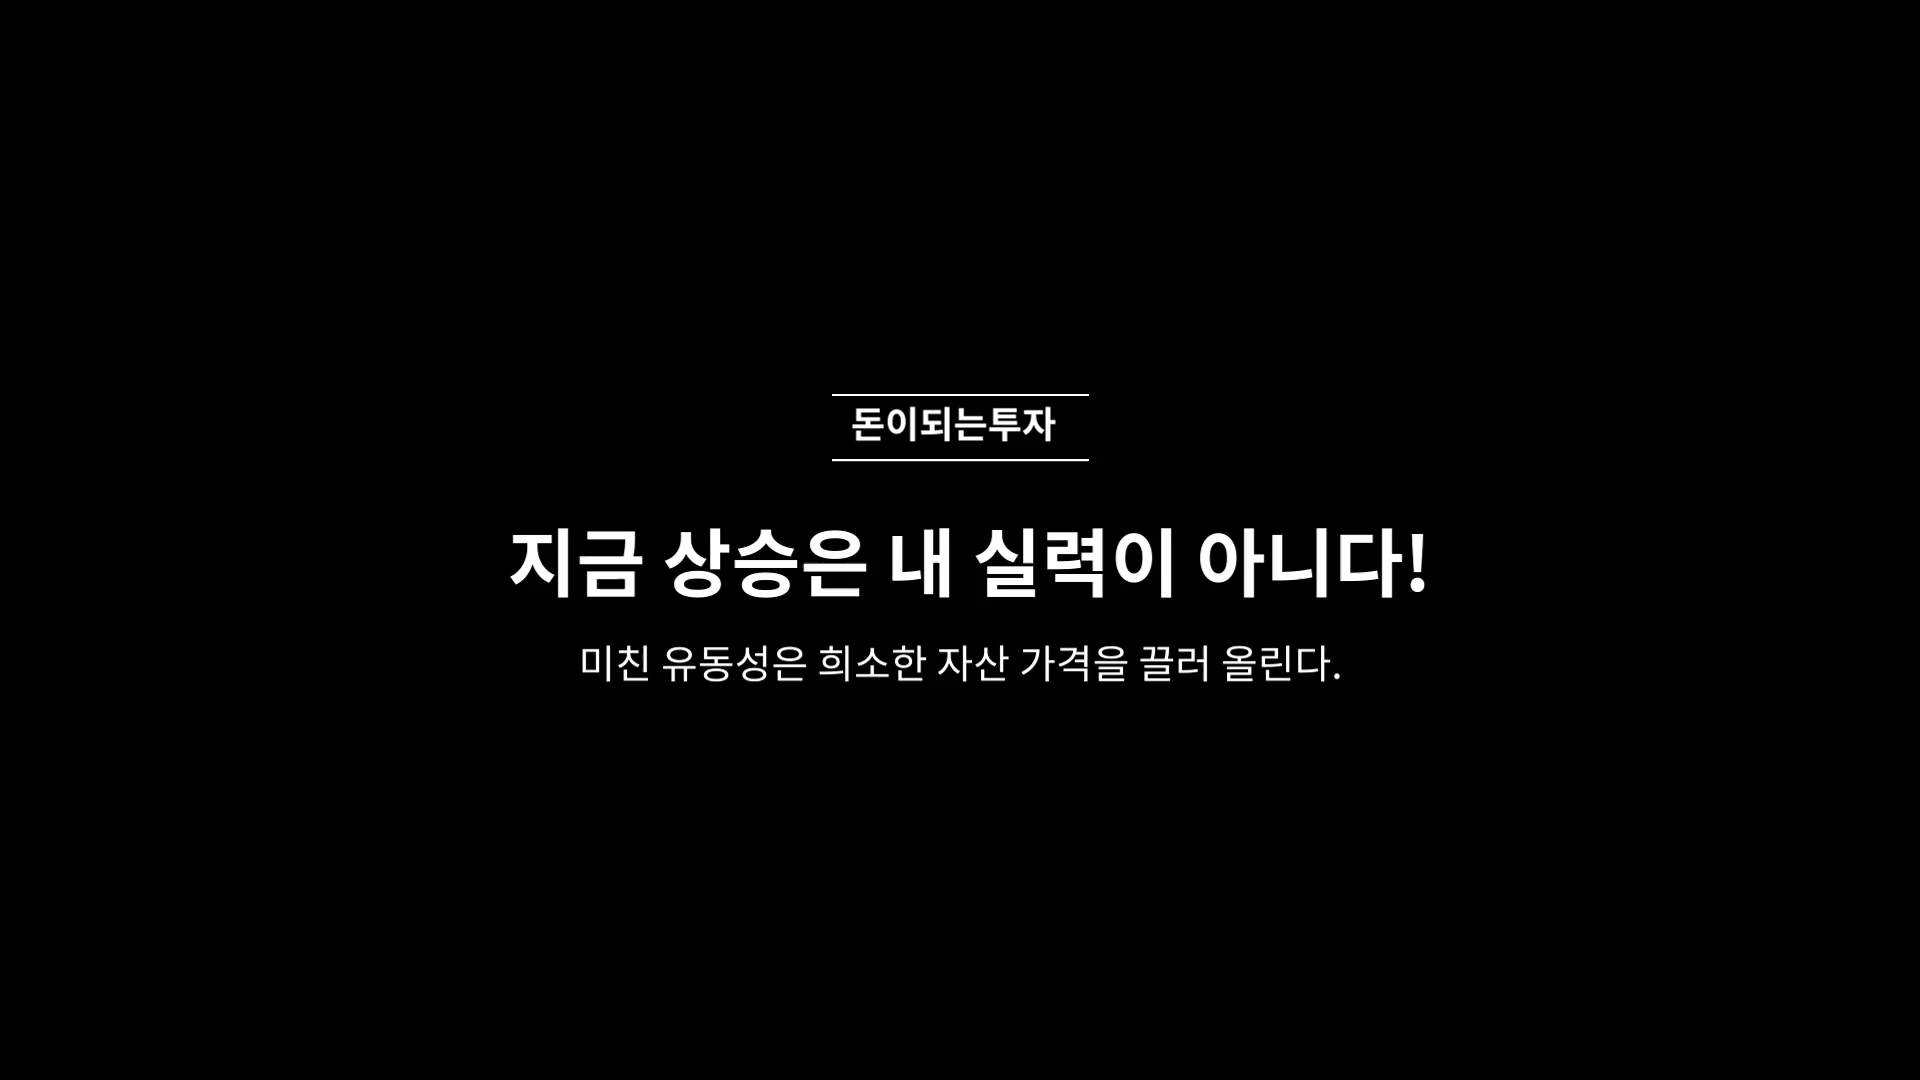 돈이되는투자
지금 상승은 내 실력이 아니다!
미친 유동성은 희소한 자산 가격을 끌러 올린다.